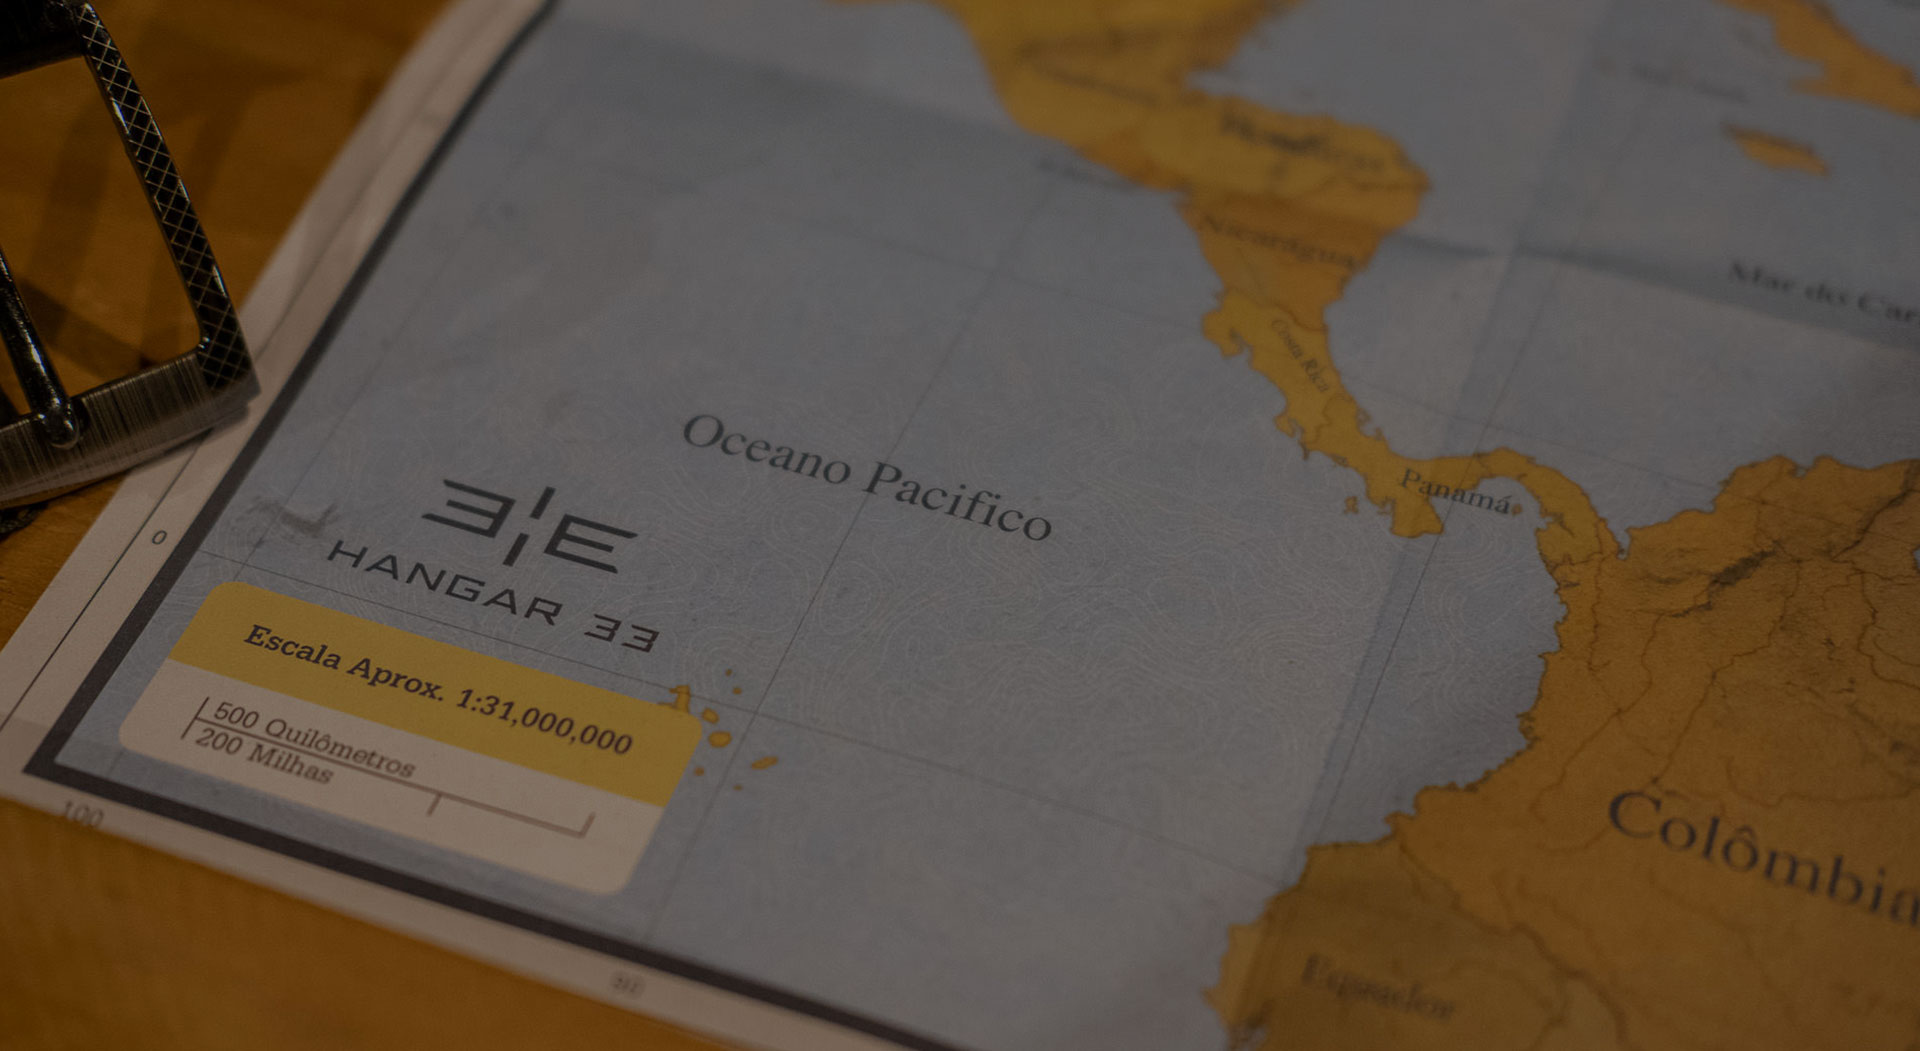 Honduras
Nicarágua
Mar do Car
Costa Rica
Oceano Pacifico
Panamá
HANGAR 33
0
Escala Aprox. 1:31,000,000
500 Quilômetros
200 Milhas
100
Colômbia
Equador